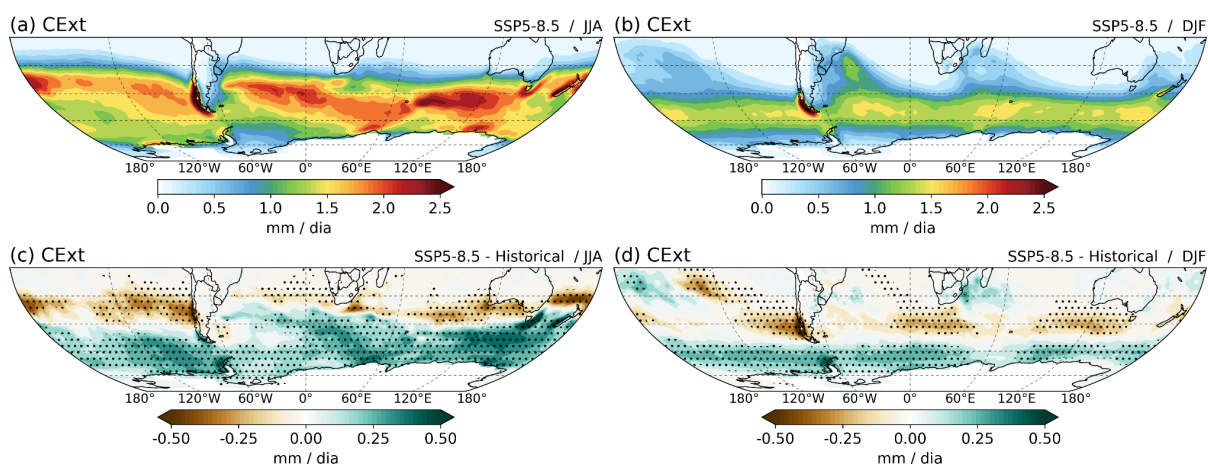 (a) CExt SSP5-8.5 / JJA
180° 120°W 60°W 0° 60°E 120°E 180°
0.0 0.5 1.0 1.5 2.0 2.5
mm / dia
(b) CExt SSP5-8.5 / DJF
180° 120°W 60°W 0° 60°E 120°E 180°
0.0 0.5 1.0 1.5 2.0 2.5
mm / dia
(c) CExt SSP5-8.5 - Historical / JJA
180° 120°W 60°W 0° 60°E 120°E 180°
-0.50 -0.25 0.00 0.25 0.50
mm / dia
(d) CExt SSP5-8.5 - Historical / DJF
180° 120°W 60°W 0° 60°E 120°E 180°
-0.50 -0.25 0.00 0.25 0.50
mm / dia